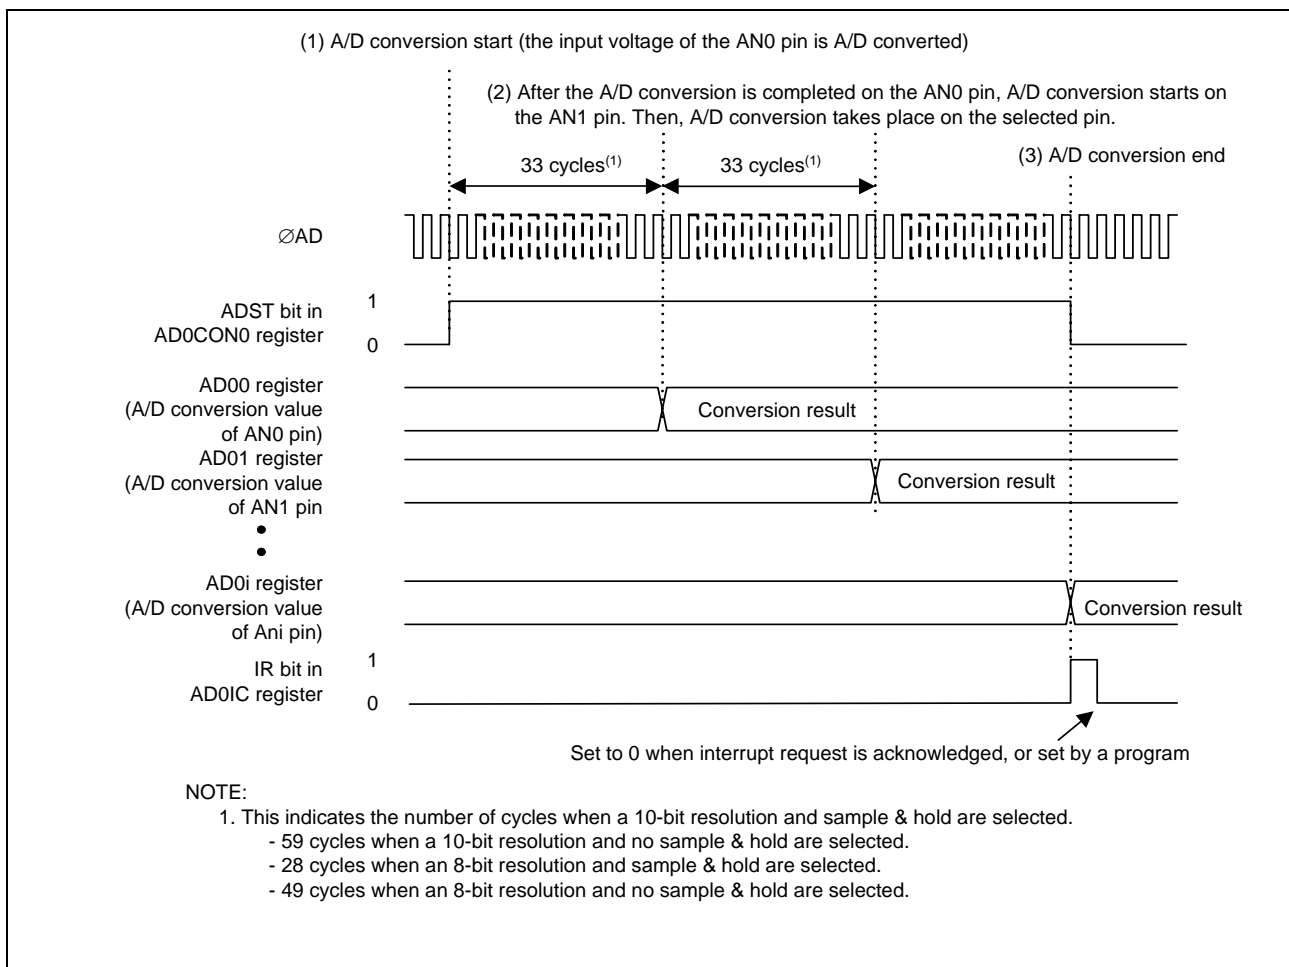 (1) A/D conversion start (the input voltage of the AN0 pin is A/D converted)
(2) After the A/D conversion is completed on the AN0 pin, A/D conversion starts on
the AN1 pin. Then, A/D conversion takes place on the selected pin.
(3) A/D conversion end
33 cycles(1)
33 cycles(1)
∅AD
ADST bit in
AD0CON0 register
1
0
AD00 register
(A/D conversion value
of AN0 pin)
Conversion result
AD01 register
(A/D conversion value
of AN1 pin
Conversion result
•
•
AD0i register
(A/D conversion value
of Ani pin)
Conversion result
IR bit in
AD0IC register
1
0
Set to 0 when interrupt request is acknowledged, or set by a program
NOTE:
1. This indicates the number of cycles when a 10-bit resolution and sample & hold are selected.
- 59 cycles when a 10-bit resolution and no sample & hold are selected.
- 28 cycles when an 8-bit resolution and sample & hold are selected.
- 49 cycles when an 8-bit resolution and no sample & hold are selected.